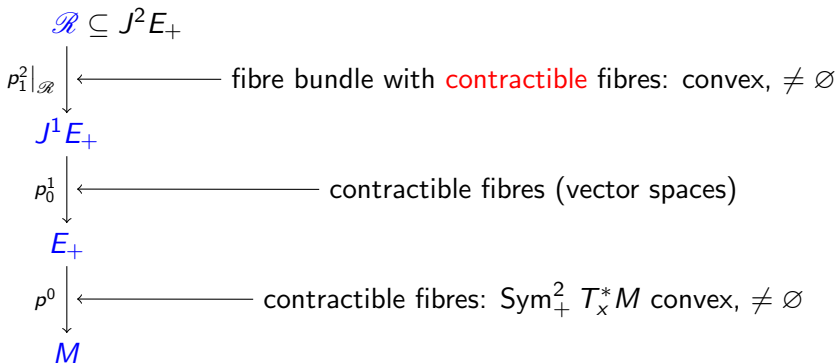 ℛ ⊆ J²E₊
p²₁|ℛ fibre bundle with contractible fibres: convex, ≠ ∅
J¹E₊
p¹₀ contractible fibres (vector spaces)
E₊
p⁰ contractible fibres: Sym²₊ T*ₓM convex, ≠ ∅
M